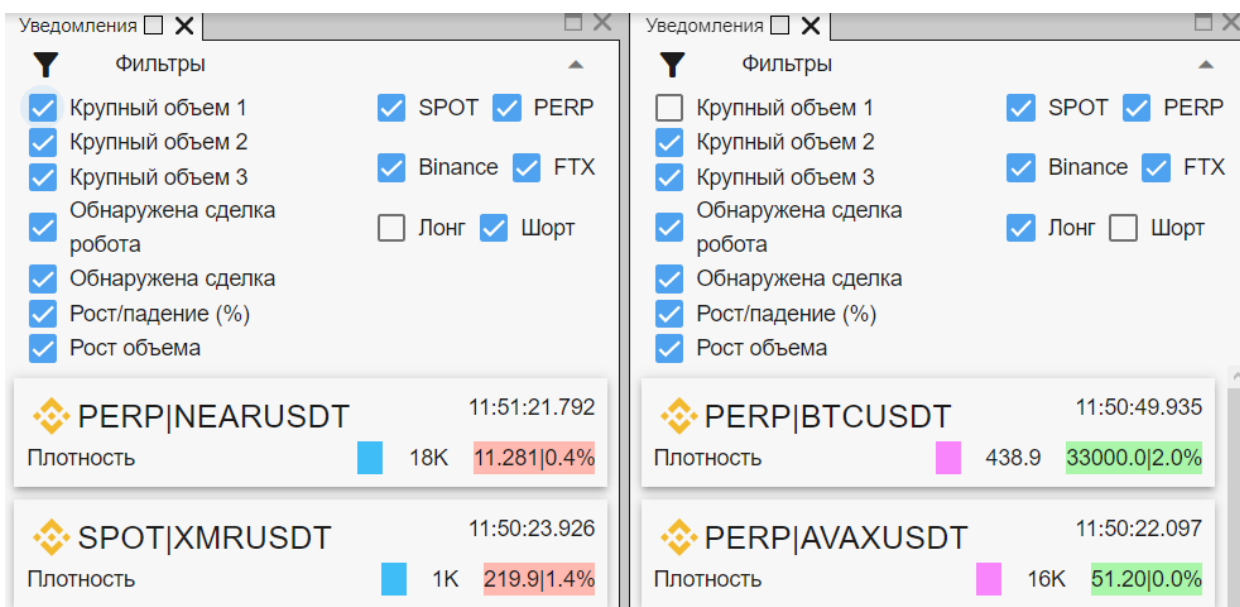 Уведомления
Фильтры
Крупный объем 1
SPOT PERP
Крупный объем 2
Крупный объем 3
Binance FTX
Обнаружена сделка
робота
Лонг Шорт
Обнаружена сделка
Рост/падение (%)
Рост объема
PERP|NEARUSDT 11:51:21.792
Плотность 18K 11.281|0.4%
SPOT|XMRUSDT 11:50:23.926
Плотность 1K 219.9|1.4%
Уведомления
Фильтры
Крупный объем 1
SPOT PERP
Крупный объем 2
Крупный объем 3
Binance FTX
Обнаружена сделка
робота
Лонг Шорт
Обнаружена сделка
Рост/падение (%)
Рост объема
PERP|BTCUSDT 11:50:49.935
Плотность 438.9 33000.0|2.0%
PERP|AVAXUSDT 11:50:22.097
Плотность 16K 51.20|0.0%